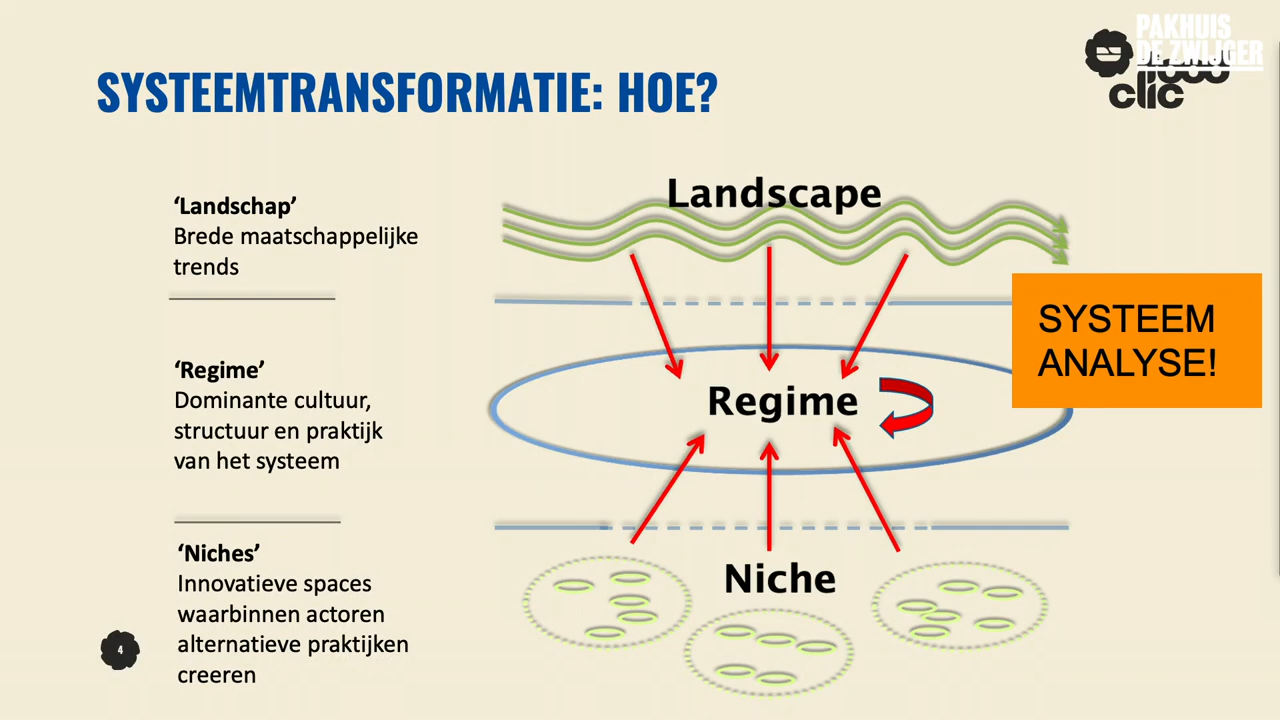 PAKHUIS
DE ZWIJGER
clic
SYSTEEMTRANSFORMATIE: HOE?
‘Landschap’
Brede maatschappelijke
trends
‘Regime’
Dominante cultuur,
structuur en praktijk
van het systeem
‘Niches’
Innovatieve spaces
waarbinnen actoren
alternatieve praktijken
creeren
Landscape
Regime
Niche
SYSTEEM
ANALYSE!
4